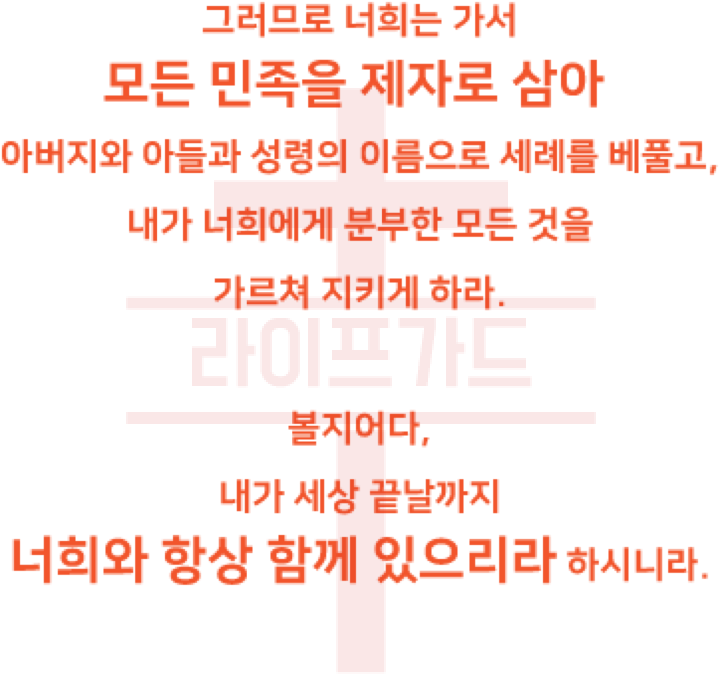 그러므로 너희는 가서
모든 민족을 제자로 삼아
아버지와 아들과 성령의 이름으로 세례를 베풀고,
내가 너희에게 분부한 모든 것을
가르쳐 지키게 하라.
라이프가드
볼지어다,
내가 세상 끝날까지
너희와 항상 함께 있으리라 하시니라.